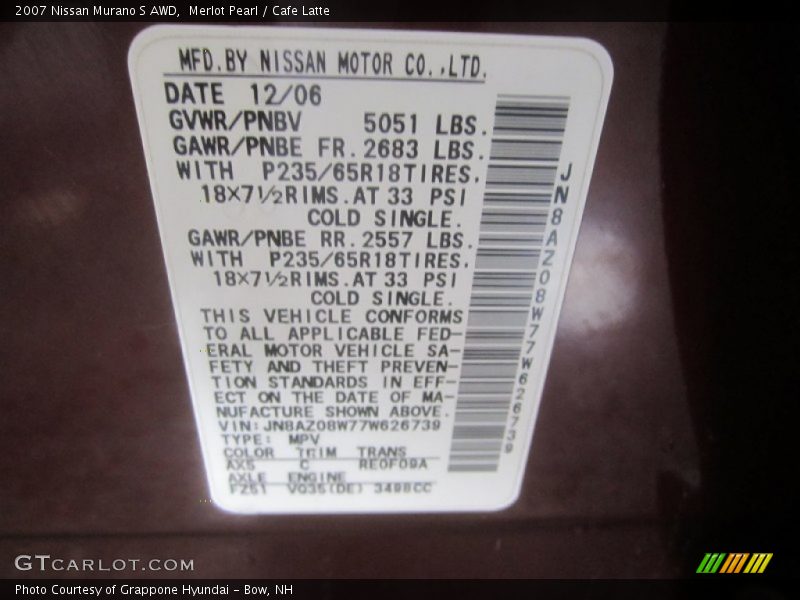 2007 Nissan Murano S AWD, Merlot Pearl / Cafe Latte
MFD.BY NISSAN MOTOR CO.,LTD.
DATE 12/06
GVWR/PNBV 5051 LBS.
GAWR/PNBE FR.2683 LBS.
WITH P235/65R18TIRES.
18X7½RIMS.AT 33 PSI
COLD SINGLE.
GAWR/PNBE RR.2557 LBS.
WITH P235/65R18TIRES.
18X7½RIMS.AT 33 PSI
COLD SINGLE.
THIS VEHICLE CONFORMS
TO ALL APPLICABLE FED-
ERAL MOTOR VEHICLE SA-
FETY AND THEFT PREVEN-
TION STANDARDS IN EFF-
ECT ON THE DATE OF MA-
NUFACTURE SHOWN ABOVE.
VIN:JN8AZ08W77W626739
TYPE: MPV
COLOR TRIM TRANS
AX5 C RE0F09A
AXLE ENGINE
FZ51 VQ35(DE) 3498CC
JN8AZ08W77W626739
GTCARLOT.COM
Photo Courtesy of Grappone Hyundai - Bow, NH